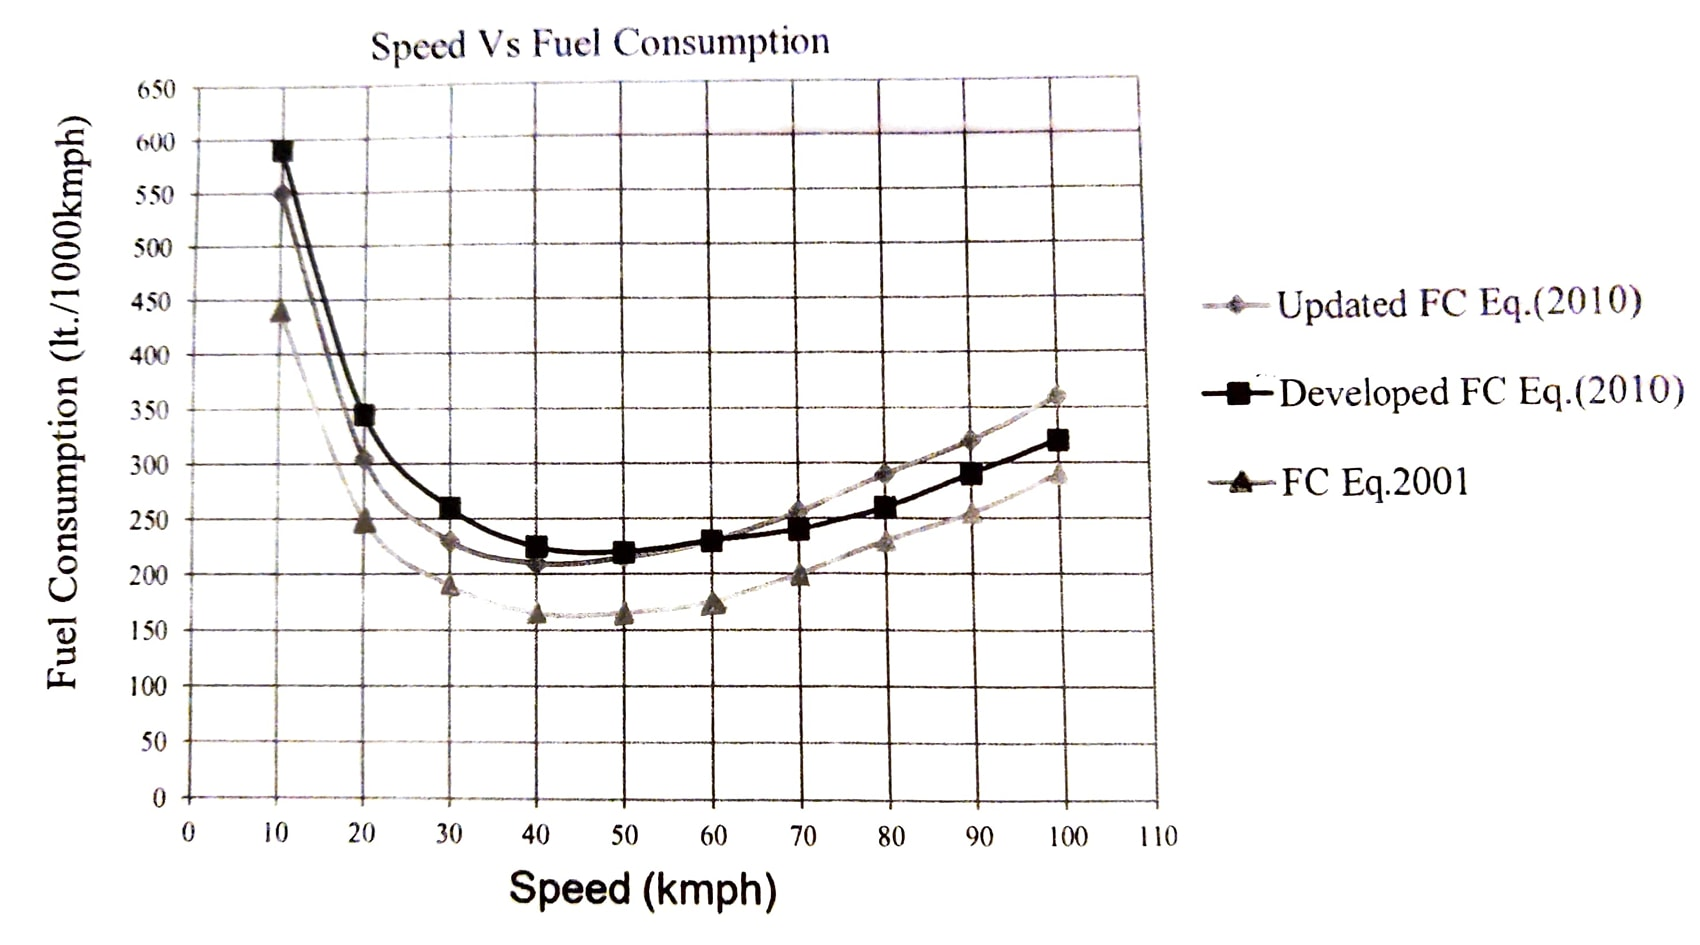 Speed Vs Fuel Consumption
Fuel Consumption (lt./1000kmph)
650
600
550
500
450
400
350
300
250
200
150
100
50
0
0 10 20 30 40 50 60 70 80 90 100 110
Speed (kmph)
Updated FC Eq.(2010)
Developed FC Eq.(2010)
FC Eq.2001